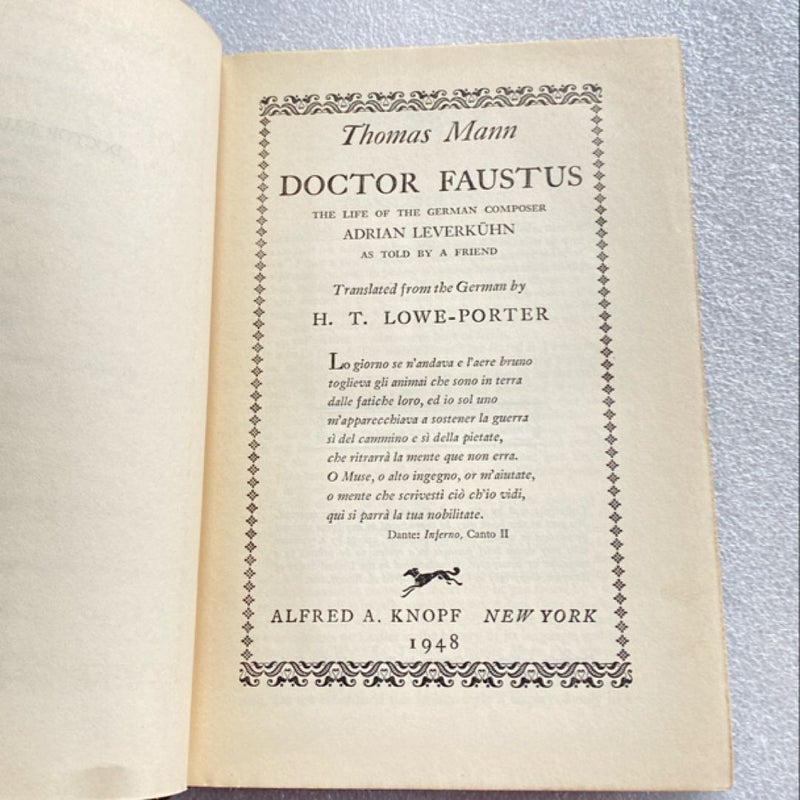 Thomas Mann
DOCTOR FAUSTUS
THE LIFE OF THE GERMAN COMPOSER
ADRIAN LEVERKÜHN
AS TOLD BY A FRIEND
Translated from the German by
H. T. LOWE-PORTER
Lo giorno se n'andava e l'aere bruno
toglieva gli animai che sono in terra
dalle fatiche loro, ed io sol uno
m'apparecchiava a sostener la guerra
sì del cammino e sì della pietate,
che ritrarrà la mente que non erra.
O Muse, o alto ingegno, or m'aiutate,
o mente che scrivesti ciò ch'io vidi,
qui si parrà la tua nobilitate.
Dante: Inferno, Canto II
ALFRED A. KNOPF NEW YORK
1948